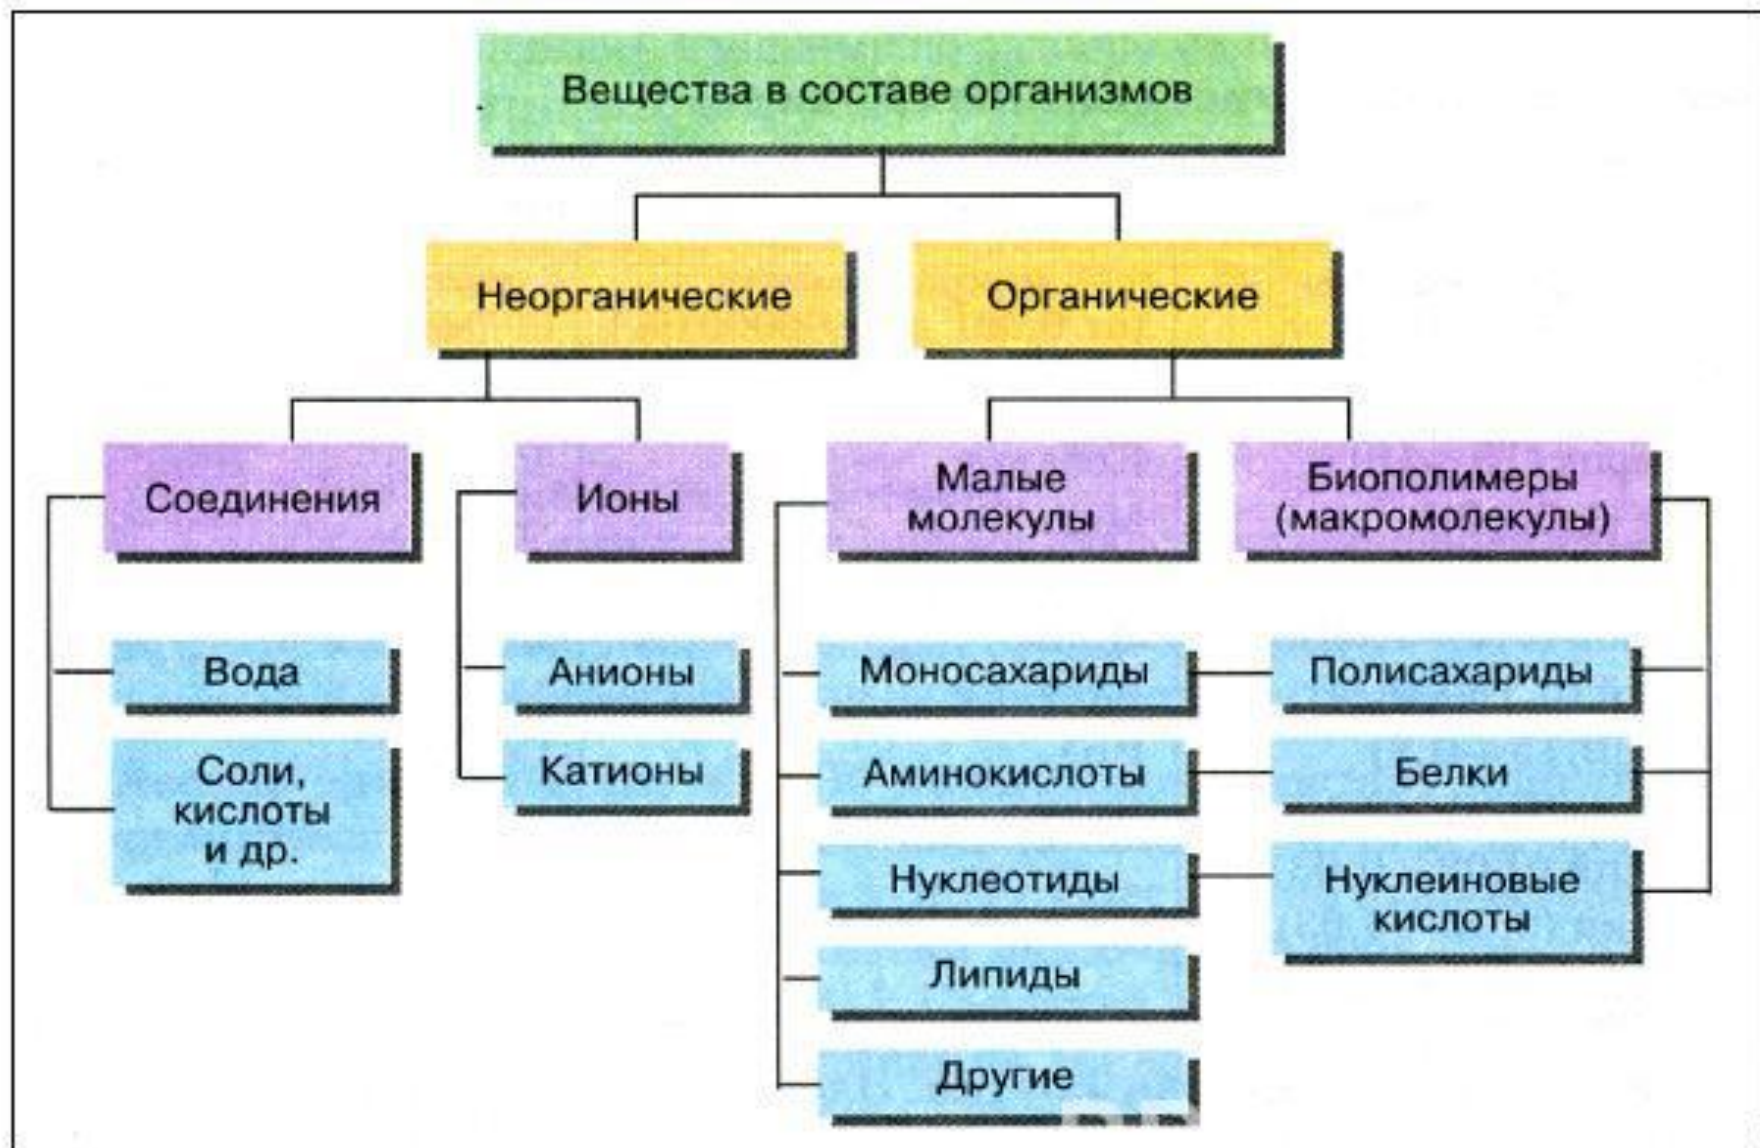 Вещества в составе организмов
Неорганические
Органические
Соединения
Ионы
Малые
молекулы
Биополимеры
(макромолекулы)
Вода
Анионы
Моносахариды
Полисахариды
Соли,
кислоты
и др.
Катионы
Аминокислоты
Белки
Нуклеотиды
Нуклеиновые
кислоты
Липиды
Другие